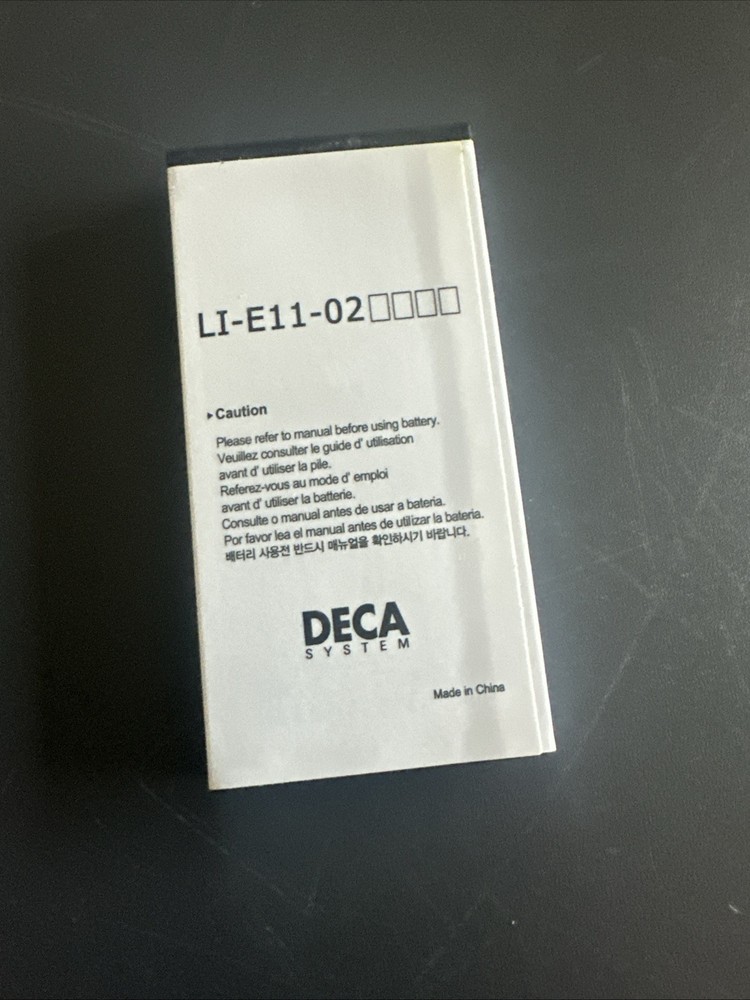 LI-E11-02□□□□
▸Caution
Please refer to manual before using battery.
Veuillez consulter le guide d' utilisation
avant d' utiliser la pile.
Referez-vous au mode d' emploi
avant d' utiliser la batterie.
Consulte o manual antes de usar a bateria.
Por favor lea el manual antes de utilizar la bateria.
배터리 사용전 반드시 매뉴얼을 확인하시기 바랍니다.
DECA
SYSTEM
Made in China